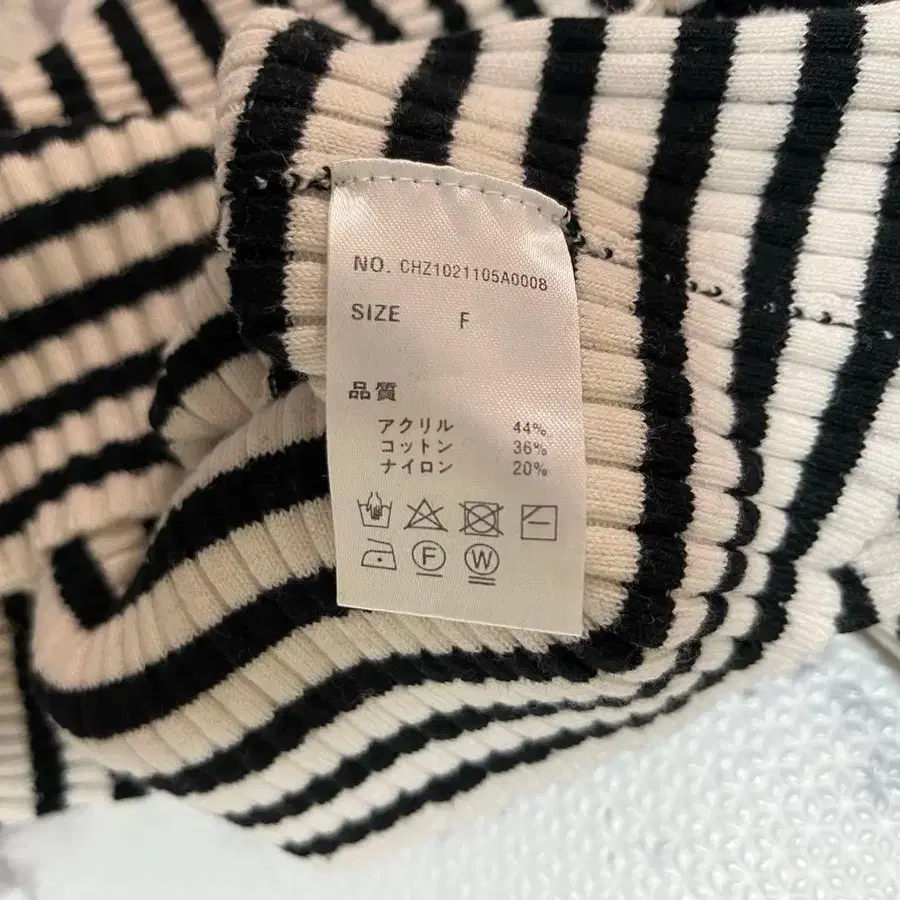 NO. CHZ1021105A0008
SIZE F
品質
アクリル 44%
コットン 36%
ナイロン 20%
F W